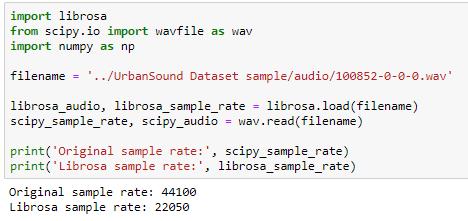 import librosa
from scipy.io import wavfile as wav
import numpy as np
filename = '../UrbanSound Dataset sample/audio/100852-0-0-0.wav'
librosa_audio, librosa_sample_rate = librosa.load(filename)
scipy_sample_rate, scipy_audio = wav.read(filename)
print('Original sample rate:', scipy_sample_rate)
print('Librosa sample rate:', librosa_sample_rate)
Original sample rate: 44100
Librosa sample rate: 22050